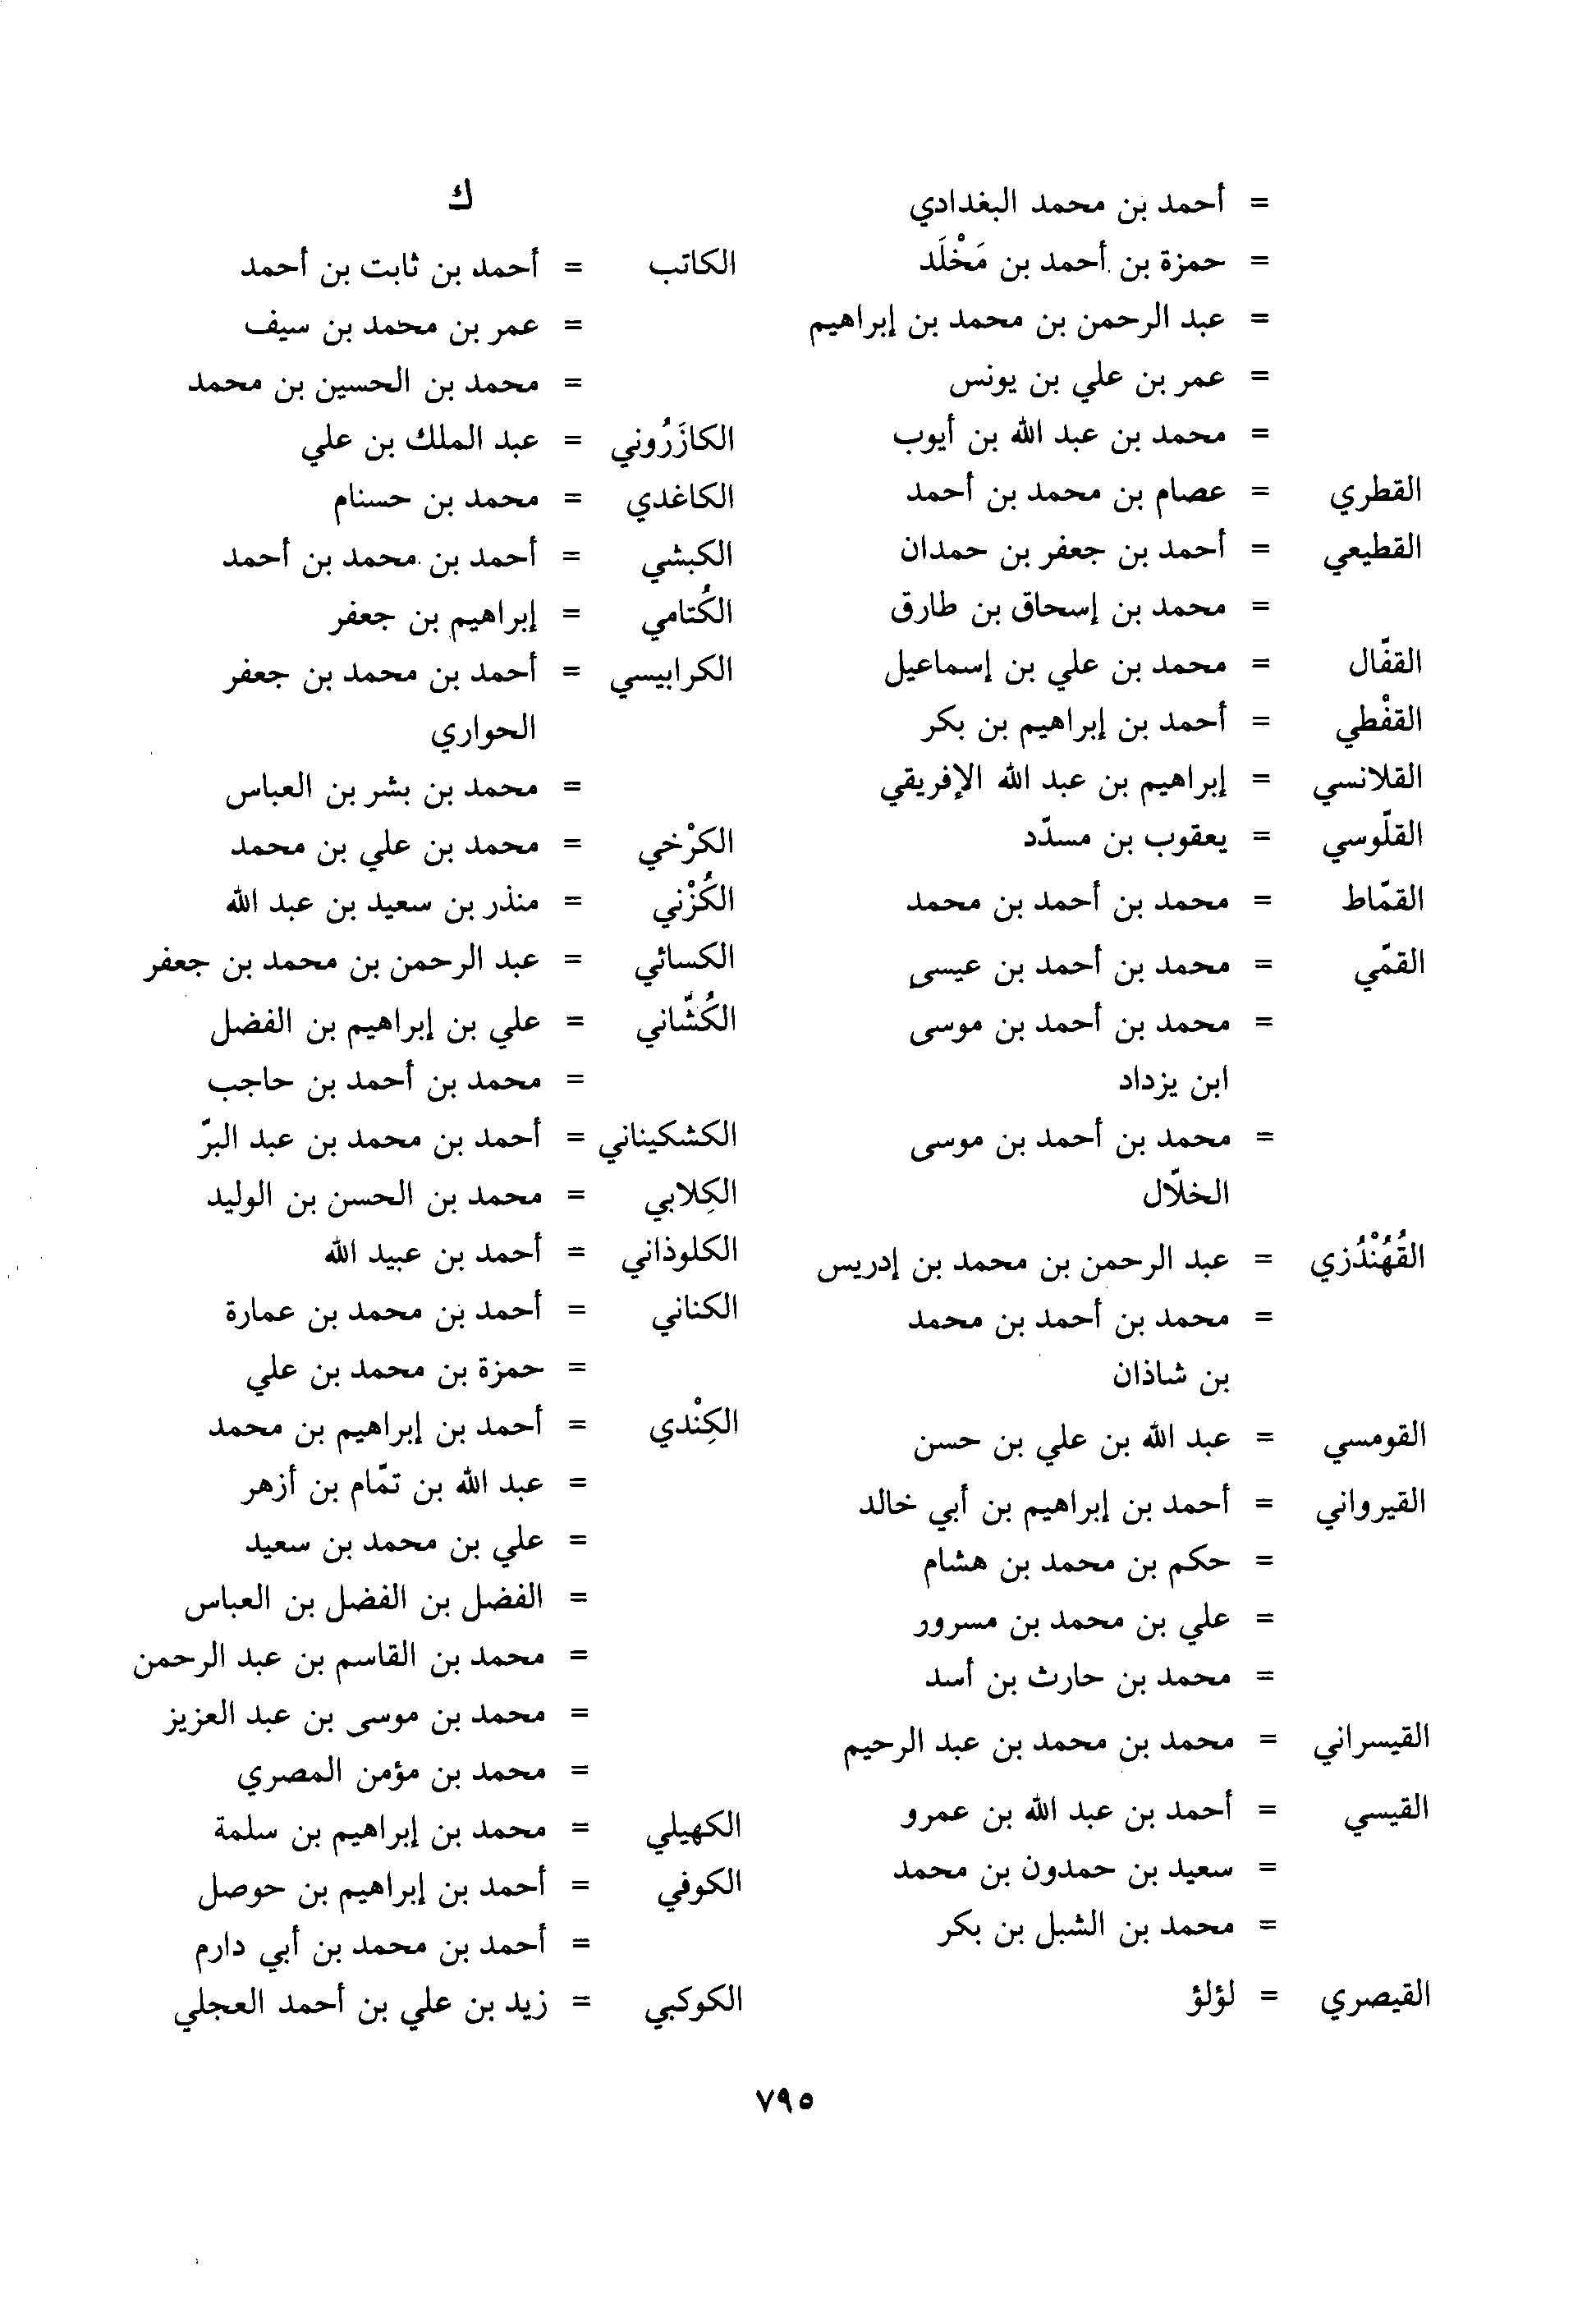 = أحمد بن محمد البغدادي
= حمزة بن أحمد بن مَخْلَد
= عبد الرحمن بن محمد بن إبراهيم
= عمر بن علي بن يونس
= محمد بن عبد الله بن أيوب
القطري = عصام بن محمد بن أحمد
القطيعي = أحمد بن جعفر بن حمدان
= محمد بن إسحاق بن طارق
القفّال = محمد بن علي بن إسماعيل
القفْطي = أحمد بن إبراهيم بن بكر
القلانسي = إبراهيم بن عبد الله الإفريقي
القلّوسي = يعقوب بن مسدّد
القمّاط = محمد بن أحمد بن محمد
القمّي = محمد بن أحمد بن عيسى
= محمد بن أحمد بن موسى
ابن يزداد
= محمد بن أحمد بن موسى
الخلّال
القُهُنْدُزي = عبد الرحمن بن محمد بن إدريس
= محمد بن أحمد بن محمد
بن شاذان
القومسي = عبد الله بن علي بن حسن
القيرواني = أحمد بن إبراهيم بن أبي خالد
= حكم بن محمد بن هشام
= علي بن محمد بن مسرور
= محمد بن حارث بن أسد
القيسراني = محمد بن محمد بن عبد الرحيم
القيسي = أحمد بن عبد الله بن عمرو
= سعيد بن حمدون بن محمد
= محمد بن الشبل بن بكر
القيصري = لؤلؤ
ك
الكاتب = أحمد بن ثابت بن أحمد
= عمر بن محمد بن سيف
= محمد بن الحسين بن محمد
الكازَرُوني = عبد الملك بن علي
الكاغدي = محمد بن حسنام
الكبشي = أحمد بن محمد بن أحمد
الكُتامي = إبراهيم بن جعفر
الكرابيسي = أحمد بن محمد بن جعفر
الحواري
= محمد بن بشر بن العباس
الكرْخي = محمد بن علي بن محمد
الكُزْني = منذر بن سعيد بن عبد الله
الكسائي = عبد الرحمن بن محمد بن جعفر
الكُشّاني = علي بن إبراهيم بن الفضل
= محمد بن أحمد بن حاجب
الكشكيناني = أحمد بن محمد بن عبد البرّ
الكِلابي = محمد بن الحسن بن الوليد
الكلوذاني = أحمد بن عبيد الله
الكناني = أحمد بن محمد بن عمارة
= حمزة بن محمد بن علي
الكِنْدي = أحمد بن إبراهيم بن محمد
= عبد الله بن تمّام بن أزهر
= علي بن محمد بن سعيد
= الفضل بن الفضل بن العباس
= محمد بن القاسم بن عبد الرحمن
= محمد بن موسى بن عبد العزيز
= محمد بن مؤمن المصري
الكهيلي = محمد بن إبراهيم بن سلمة
الكوفي = أحمد بن إبراهيم بن حوصل
= أحمد بن محمد بن أبي دارم
الكوكبي = زيد بن علي بن أحمد العجلي
٧٩٥